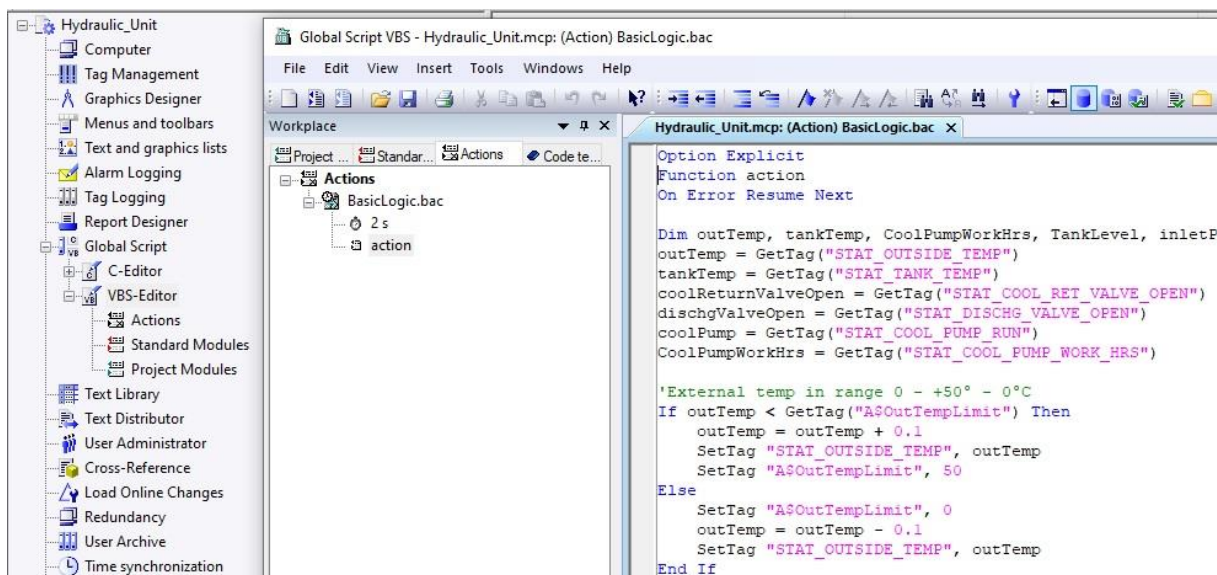 Hydraulic_Unit
Computer
Tag Management
Graphics Designer
Menus and toolbars
Text and graphics lists
Alarm Logging
Tag Logging
Report Designer
Global Script
C-Editor
VBS-Editor
Actions
Standard Modules
Project Modules
Text Library
Text Distributor
User Administrator
Cross-Reference
Load Online Changes
Redundancy
User Archive
Time synchronization
Global Script VBS - Hydraulic_Unit.mcp: (Action) BasicLogic.bac
File Edit View Insert Tools Windows Help
Workplace
Project ... Standar... Actions Code te...
Actions
BasicLogic.bac
2 s
action
Hydraulic_Unit.mcp: (Action) BasicLogic.bac
Option Explicit
Function action
On Error Resume Next
Dim outTemp, tankTemp, CoolPumpWorkHrs, TankLevel, inletP
outTemp = GetTag("STAT_OUTSIDE_TEMP")
tankTemp = GetTag("STAT_TANK_TEMP")
coolReturnValveOpen = GetTag("STAT_COOL_RET_VALVE_OPEN")
dischgValveOpen = GetTag("STAT_DISCHG_VALVE_OPEN")
coolPump = GetTag("STAT_COOL_PUMP_RUN")
CoolPumpWorkHrs = GetTag("STAT_COOL_PUMP_WORK_HRS")
'External temp in range 0 - +50° - 0°C
If outTemp < GetTag("A$OutTempLimit") Then
outTemp = outTemp + 0.1
SetTag "STAT_OUTSIDE_TEMP", outTemp
SetTag "A$OutTempLimit", 50
Else
SetTag "A$OutTempLimit", 0
outTemp = outTemp - 0.1
SetTag "STAT_OUTSIDE_TEMP", outTemp
End If